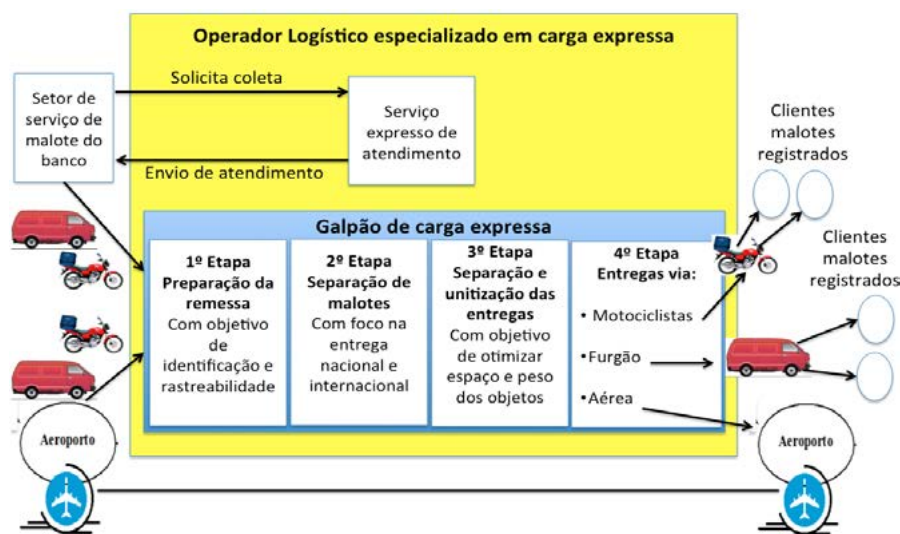 Operador Logístico especializado em carga expressa
Solicita coleta
Setor de
serviço de
malote do
banco
Serviço
expresso de
atendimento
Envio de atendimento
Clientes
malotes
registrados
Galpão de carga expressa
1º Etapa
Preparação da
remessa
Com objetivo
de
identificação e
rastreabilidade
2º Etapa
Separação de
malotes
Com foco na
entrega
nacional e
internacional
3º Etapa
Separação e
unitização das
entregas
Com objetivo
de otimizar
espaço e peso
dos objetos
4º Etapa
Entregas via:
• Motociclistas
• Furgão
•Aérea
Clientes
malotes
registrados
Aeroporto
Aeroporto